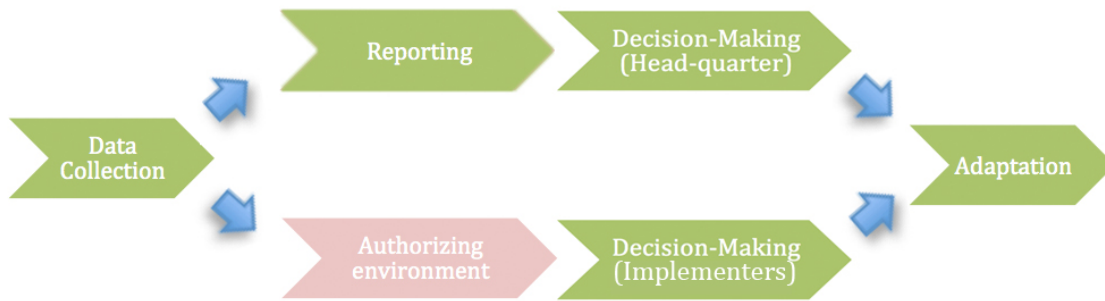 Reporting
Decision-Making
(Head-quarter)
Data
Collection
Adaptation
Authorizing
environment
Decision-Making
(Implementers)